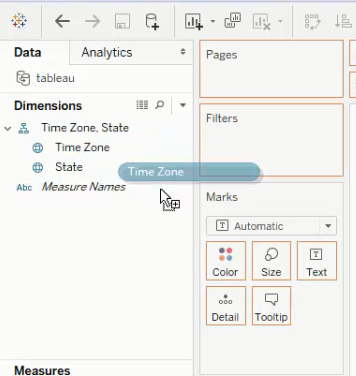 Data
Analytics
tableau
Dimensions
Time Zone, State
Time Zone
State
Time Zone
Abc Measure Names
Measures
Pages
Filters
Marks
Automatic
Color Size Text
Detail Tooltip